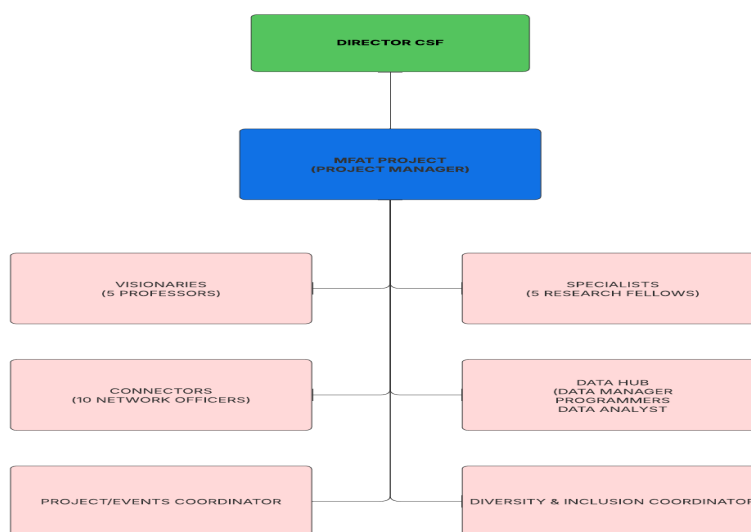 DIRECTOR CSF
MFAT PROJECT
(PROJECT MANAGER)
VISIONARIES
(5 PROFESSORS)
SPECIALISTS
(5 RESEARCH FELLOWS)
CONNECTORS
(10 NETWORK OFFICERS)
DATA HUB
(DATA MANAGER
PROGRAMMERS
DATA ANALYST
PROJECT/EVENTS COORDINATOR
DIVERSITY & INCLUSION COORDINATOR